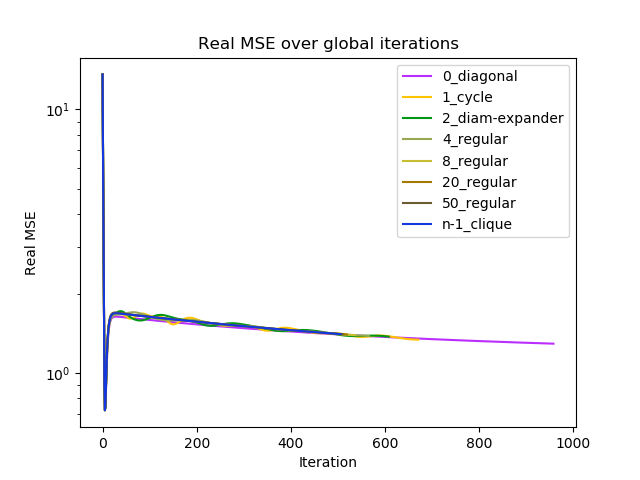 Real MSE over global iterations
Real MSE
10¹
10⁰
0_diagonal
1_cycle
2_diam-expander
4_regular
8_regular
20_regular
50_regular
n-1_clique
0 200 400 600 800 1000
Iteration